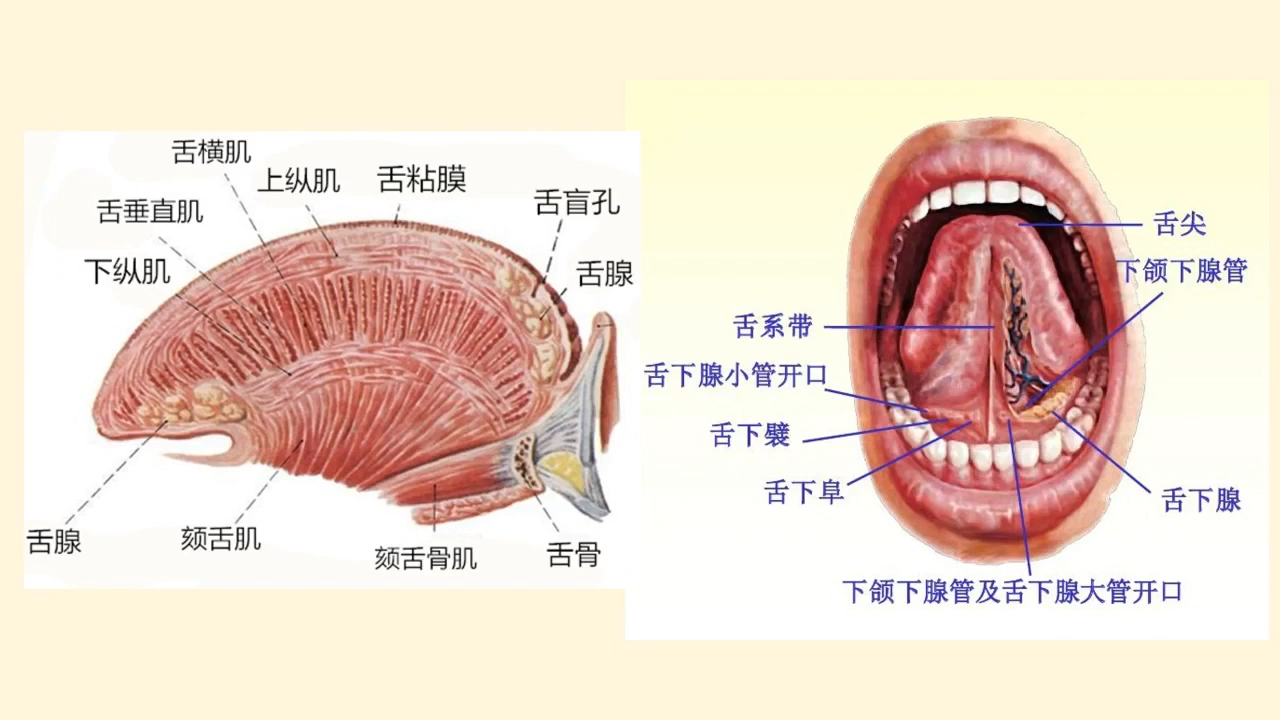 舌横肌
上纵肌
舌粘膜
舌垂直肌
舌盲孔
下纵肌
舌腺
舌腺
颏舌肌
颏舌骨肌
舌骨
舌尖
下颌下腺管
舌系带
舌下腺小管开口
舌下襞
舌下阜
舌下腺
下颌下腺管及舌下腺大管开口